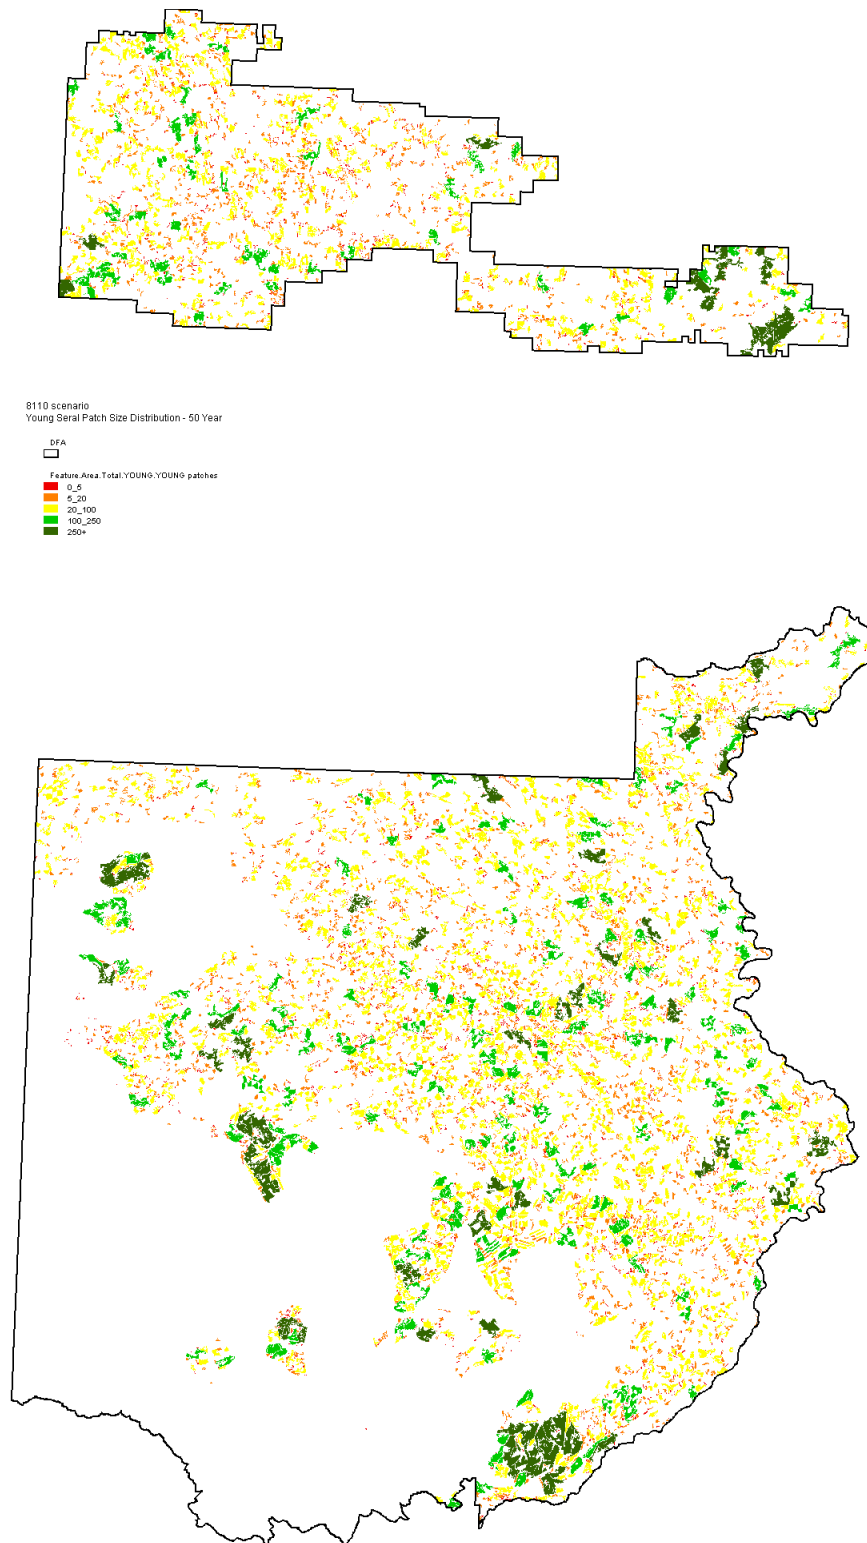 8110 scenario
Young Seral Patch Size Distribution - 50 Year
DFA
Feature.Area.Total.YOUNG.YOUNG patches
0_5
5_20
20_100
100_250
250+